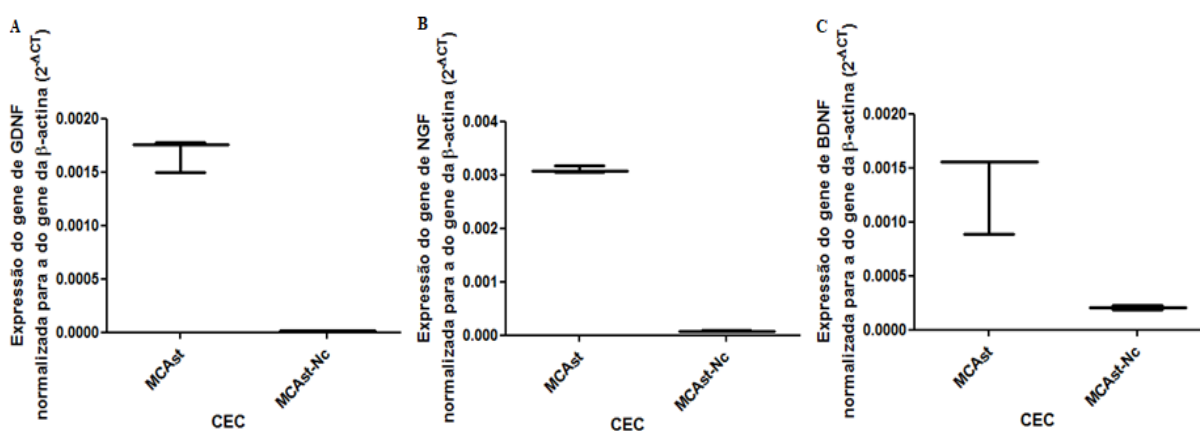 A
Expressão do gene de GDNF
normalizada para a do gene da β-actina (2^-ΔCT)
0.0020
0.0015
0.0010
0.0005
0.0000
MCAst
MCAst-Nc
CEC
B
Expressão do gene de NGF
normalizada para a do gene da β-actina (2^-ΔCT)
0.004
0.003
0.002
0.001
0.000
MCAst
MCAst-Nc
CEC
C
Expressão do gene de BDNF
normalizada para a do gene da β-actina (2^-ΔCT)
0.0020
0.0015
0.0010
0.0005
0.0000
MCAst
MCAst-Nc
CEC